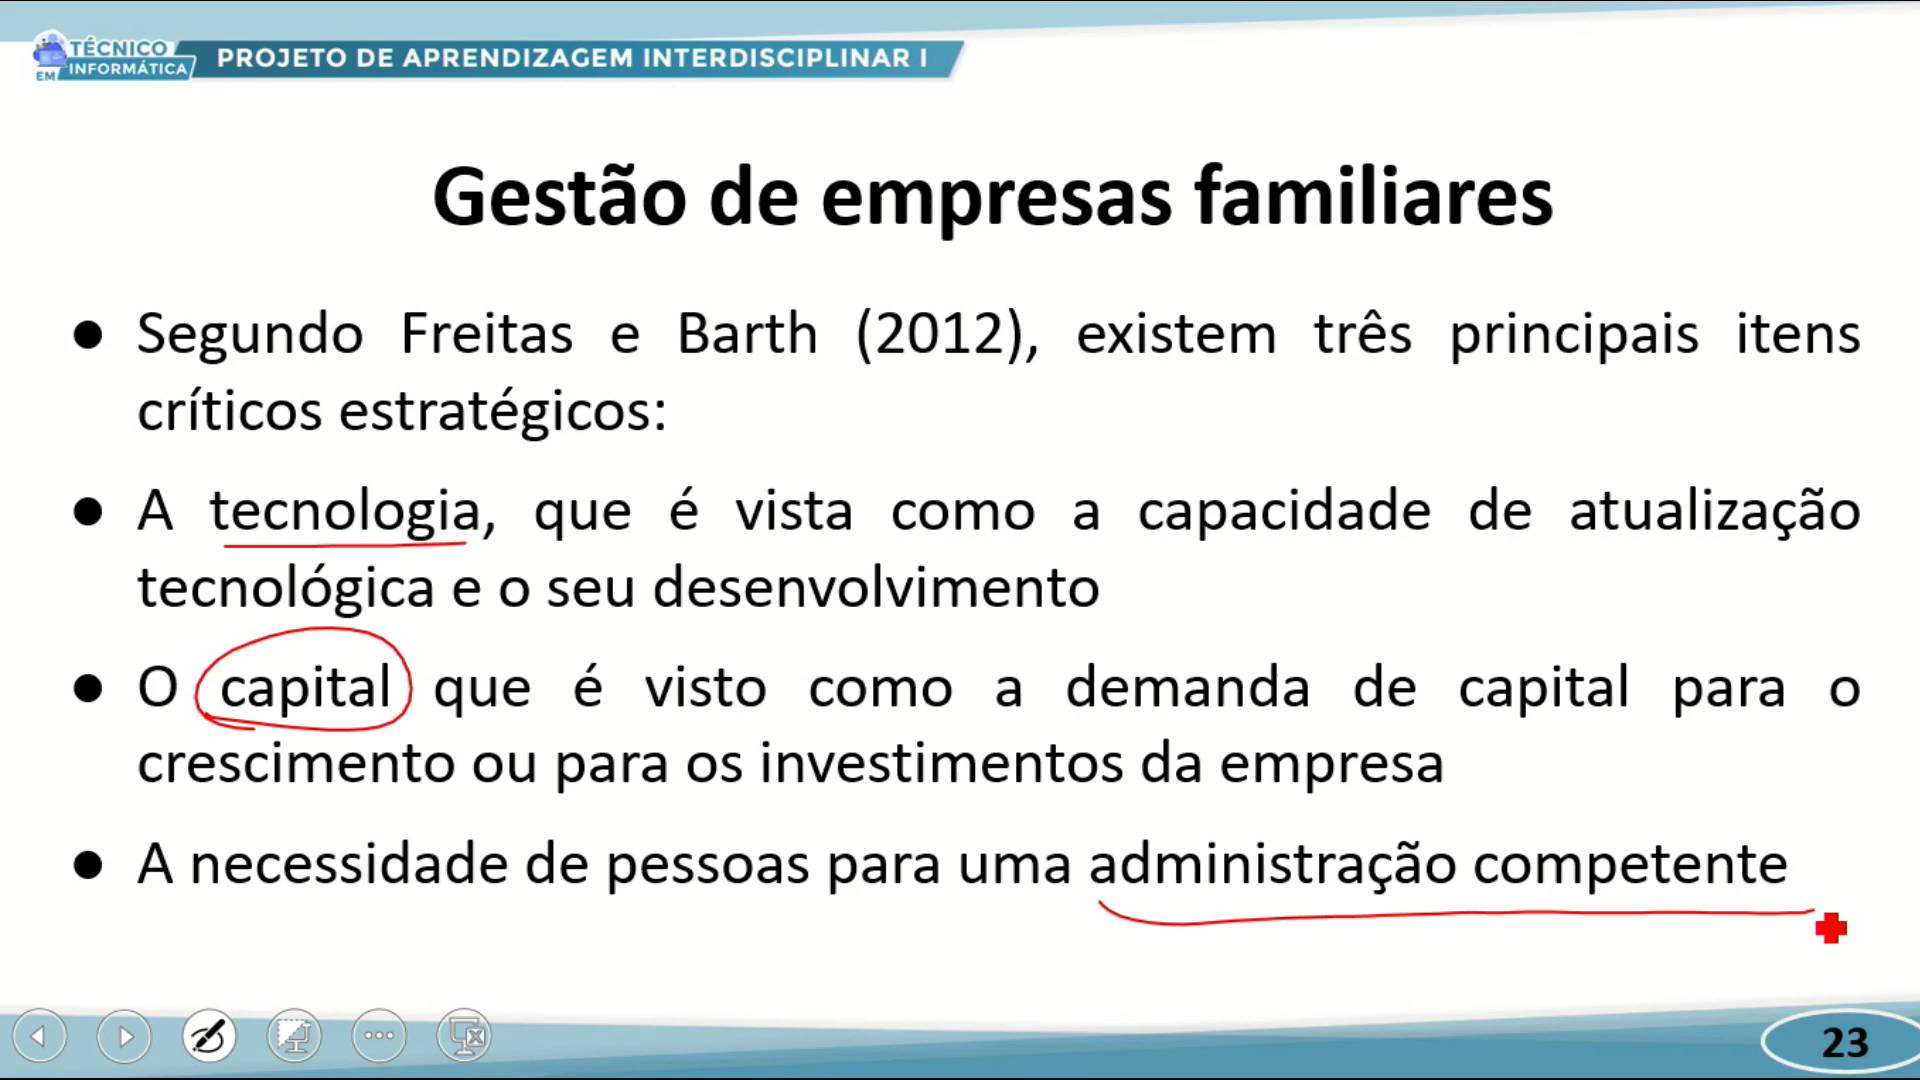 TÉCNICO
EM INFORMÁTICA
PROJETO DE APRENDIZAGEM INTERDISCIPLINAR I
Gestão de empresas familiares
● Segundo Freitas e Barth (2012), existem três principais itens
críticos estratégicos:
● A tecnologia, que é vista como a capacidade de atualização
tecnológica e o seu desenvolvimento
● O capital que é visto como a demanda de capital para o
crescimento ou para os investimentos da empresa
● A necessidade de pessoas para uma administração competente
23